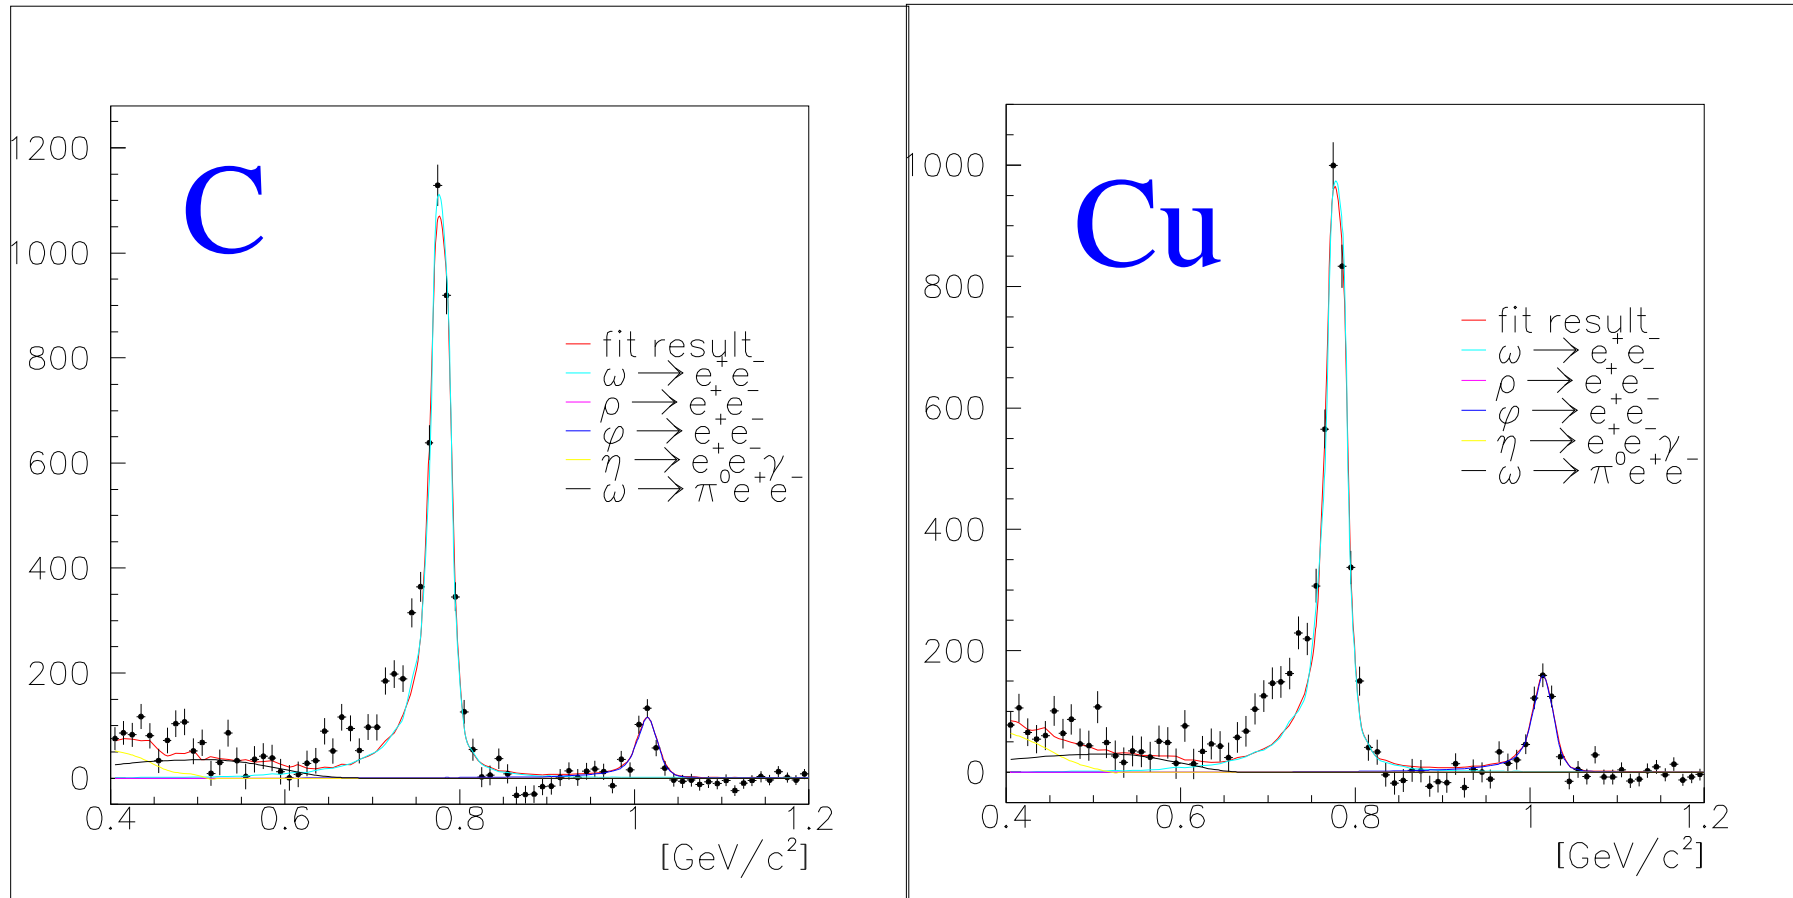 C
1200
1000
800
600
400
200
0
0.4 0.6 0.8 1 1.2
[GeV/c²]
fit result
ω → e⁺e⁻
ρ → e⁺e⁻
φ → e⁺e⁻
η → e⁺e⁻γ
ω → π⁰e⁺e⁻
Cu
1000
800
600
400
200
0
0.4 0.6 0.8 1 1.2
[GeV/c²]
fit result
ω → e⁺e⁻
ρ → e⁺e⁻
φ → e⁺e⁻
η → e⁺e⁻γ
ω → π⁰e⁺e⁻